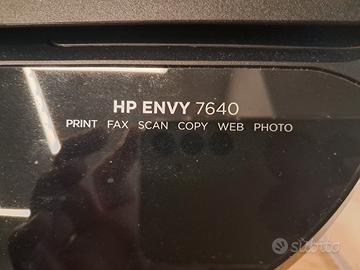 HP ENVY 7640
PRINT FAX SCAN COPY WEB PHOTO
subito